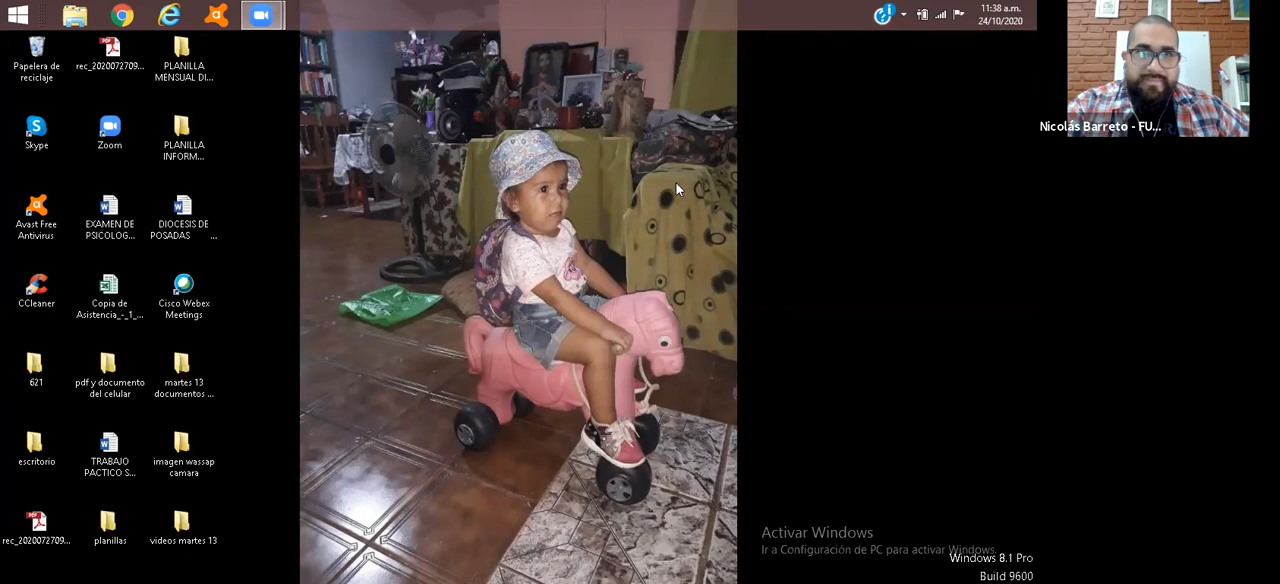 11:38 a.m.
24/10/2020
Papelera de
reciclaje
rec_2020072709...
PLANILLA
MENSUAL DI...
Skype
Zoom
PLANILLA
INFORM...
Avast Free
Antivirus
EXAMEN DE
PSICOLOG...
DIOCESIS DE
POSADAS ...
CCleaner
Copia de
Asistencia_-_1_...
Cisco Webex
Meetings
621
pdf y documento
del celular
martes 13
documentos ...
escritorio
TRABAJO
PACTICO S...
imagen wassap
camara
rec_2020072709...
planillas
videos martes 13
Nicolás Barreto - FU...
Activar Windows
Ir a Configuración de PC para activar Windows.
Windows 8.1 Pro
Build 9600